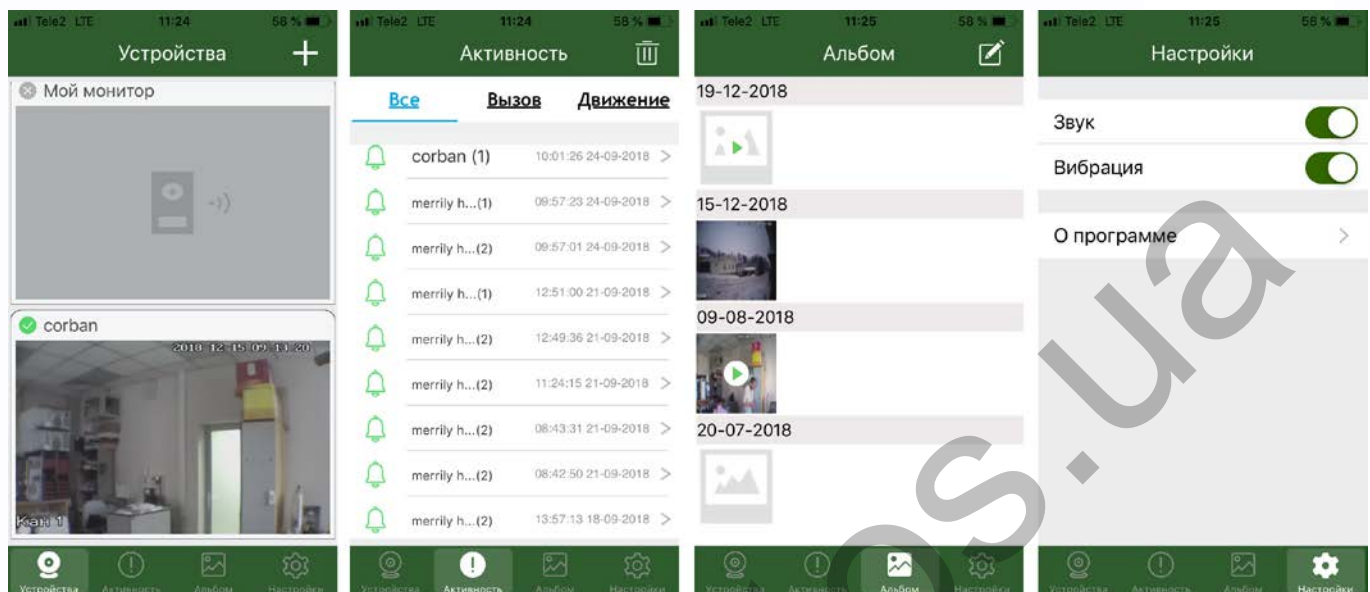 Tele2 LTE 11:24 58 %
Устройства
Мой монитор
corban
2018-12-15 09:13:20
Кан 1
Устройства Активность Альбом Настройки
Tele2 LTE 11:24 58 %
Активность
Все Вызов Движение
corban (1) 10:01:26 24-09-2018
merrily h...(1) 09:57:23 24-09-2018
merrily h...(2) 09:57:01 24-09-2018
merrily h...(1) 12:51:00 21-09-2018
merrily h...(2) 12:49:36 21-09-2018
merrily h...(2) 11:24:15 21-09-2018
merrily h...(2) 08:43:31 21-09-2018
merrily h...(2) 08:42:50 21-09-2018
merrily h...(2) 13:57:13 18-09-2018
Устройства Активность Альбом Настройки
Tele2 LTE 11:25 58 %
Альбом
19-12-2018
15-12-2018
09-08-2018
20-07-2018
Устройства Активность Альбом Настройки
Tele2 LTE 11:25 58 %
Настройки
Звук
Вибрация
О программе
Устройства Активность Альбом Настройки
os.ua